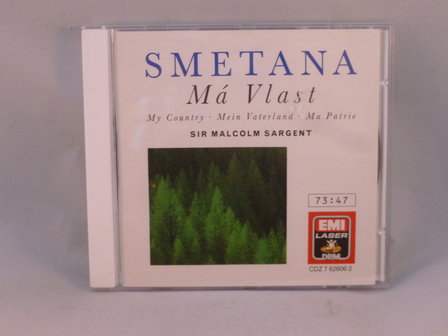 SMETANA
Má Vlast
My Country · Mein Vaterland · Ma Patrie
SIR MALCOLM SARGENT
73:47
EMI
LASER
DRM
CDZ 7 62606 2